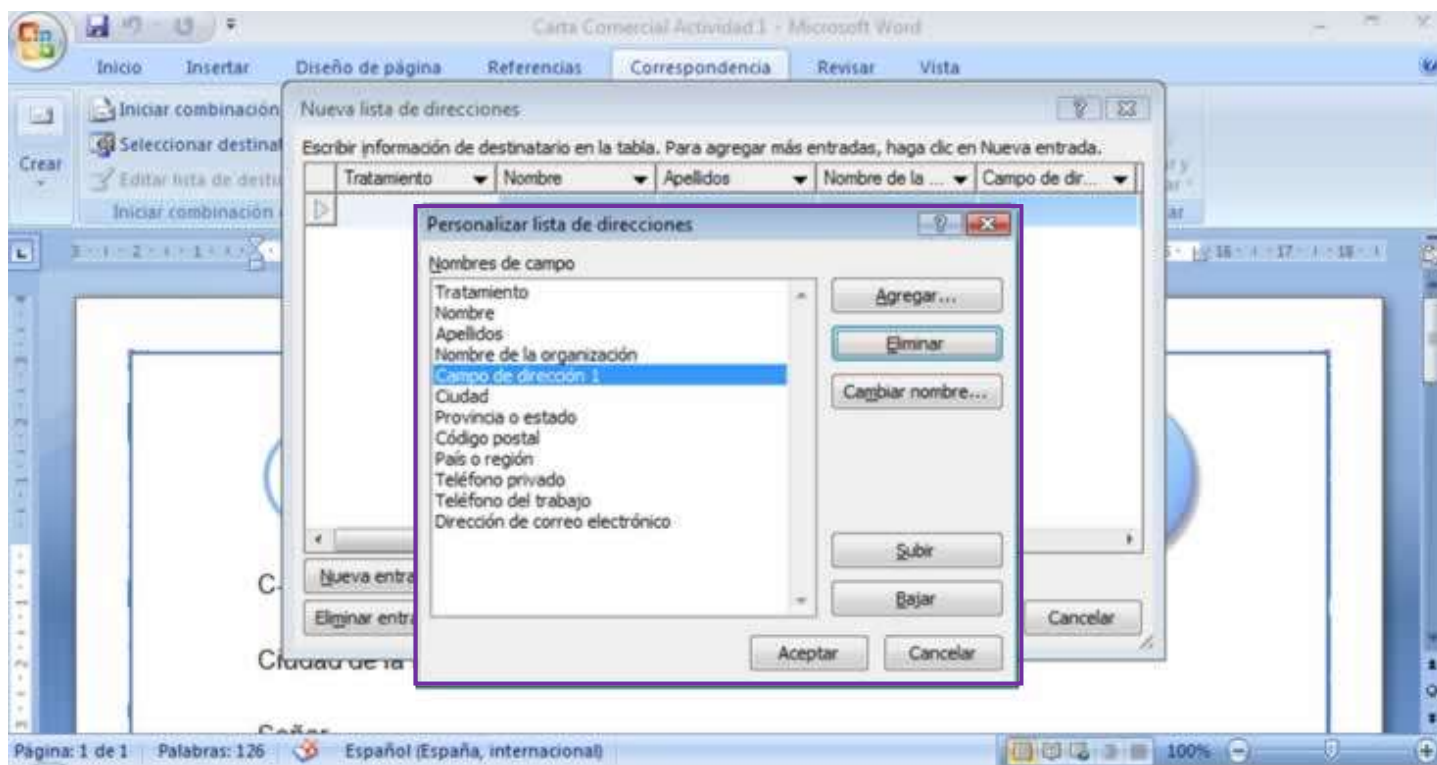 Carta Comercial Actividad 1 - Microsoft Word
Inicio Insertar Diseño de página Referencias Correspondencia Revisar Vista
Crear
Iniciar combinación
Seleccionar destinat
Editar lista de desti
Iniciar combinación
Nueva lista de direcciones
Escribir información de destinatario en la tabla. Para agregar más entradas, haga clic en Nueva entrada.
Tratamiento Nombre Apellidos Nombre de la ... Campo de dir...
Personalizar lista de direcciones
Nombres de campo
Tratamiento
Nombre
Apellidos
Nombre de la organización
Campo de dirección 1
Ciudad
Provincia o estado
Código postal
País o región
Teléfono privado
Teléfono del trabajo
Dirección de correo electrónico
Agregar...
Eliminar
Cambiar nombre...
Subir
Bajar
Aceptar Cancelar
Nueva entra
Eliminar entra
Cancelar
C
Ciudad de la
Señor
Página: 1 de 1 Palabras: 126 Español (España, internacional) 100%